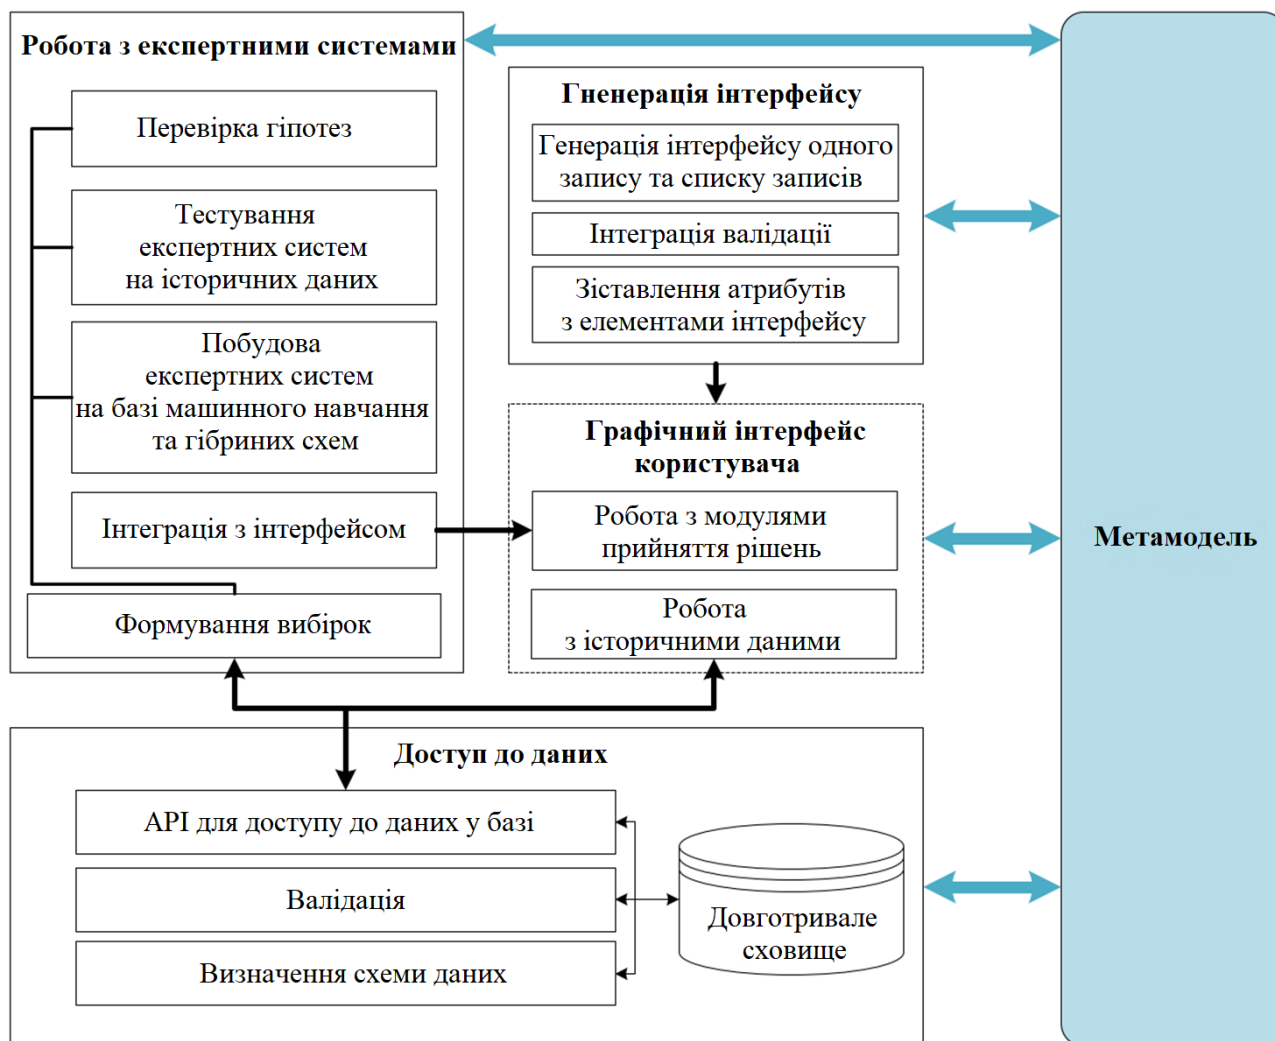 Робота з експертними системами
Перевірка гіпотез
Тестування
експертних систем
на історичних даних
Побудова
експертних систем
на базі машинного навчання
та гібриних схем
Інтеграція з інтерфейсом
Формування вибірок
Гненерація інтерфейсу
Генерація інтерфейсу одного
запису та списку записів
Інтеграція валідації
Зіставлення атрибутів
з елементами інтерфейсу
Графічний інтерфейс
користувача
Робота з модулями
прийняття рішень
Робота
з історичними даними
Метамодель
Доступ до даних
API для доступу до даних у базі
Валідація
Визначення схеми даних
Довготривале
сховище